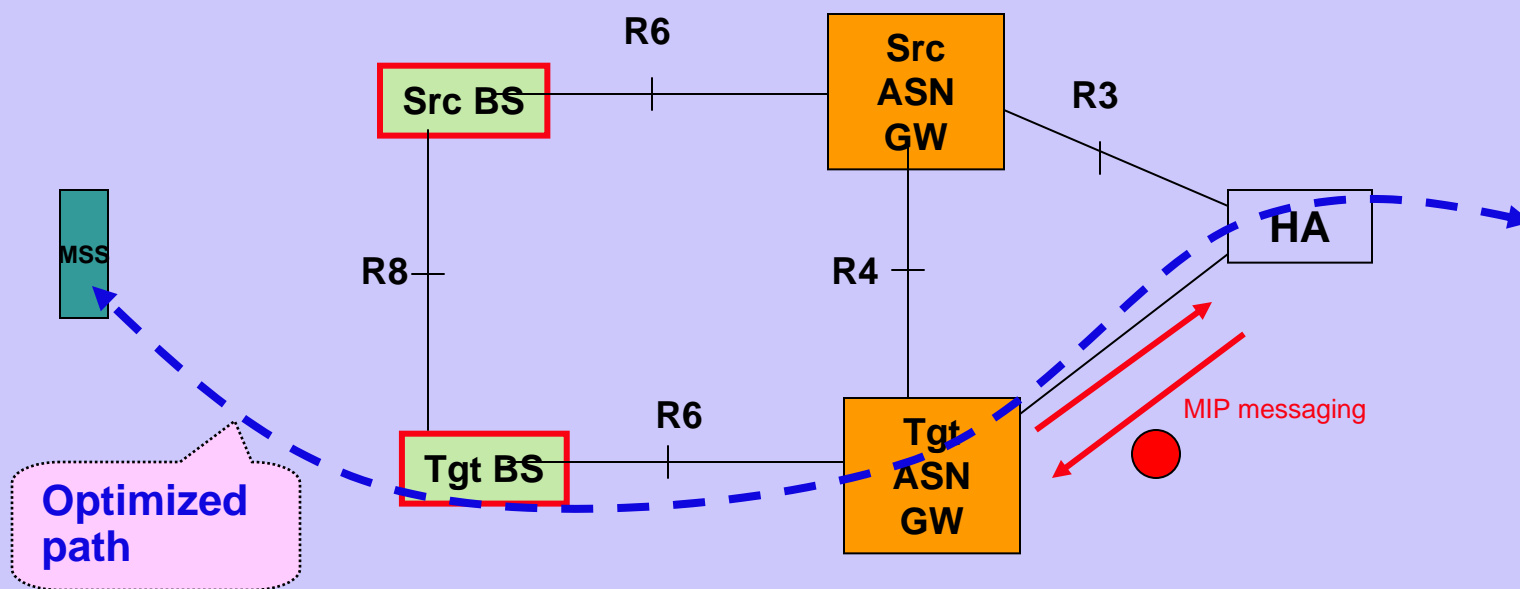 R6
Src
ASN
GW
Src BS
R3
MSS
HA
R8
R4
MIP messaging
R6
Tgt
ASN
GW
Tgt BS
Optimized
path